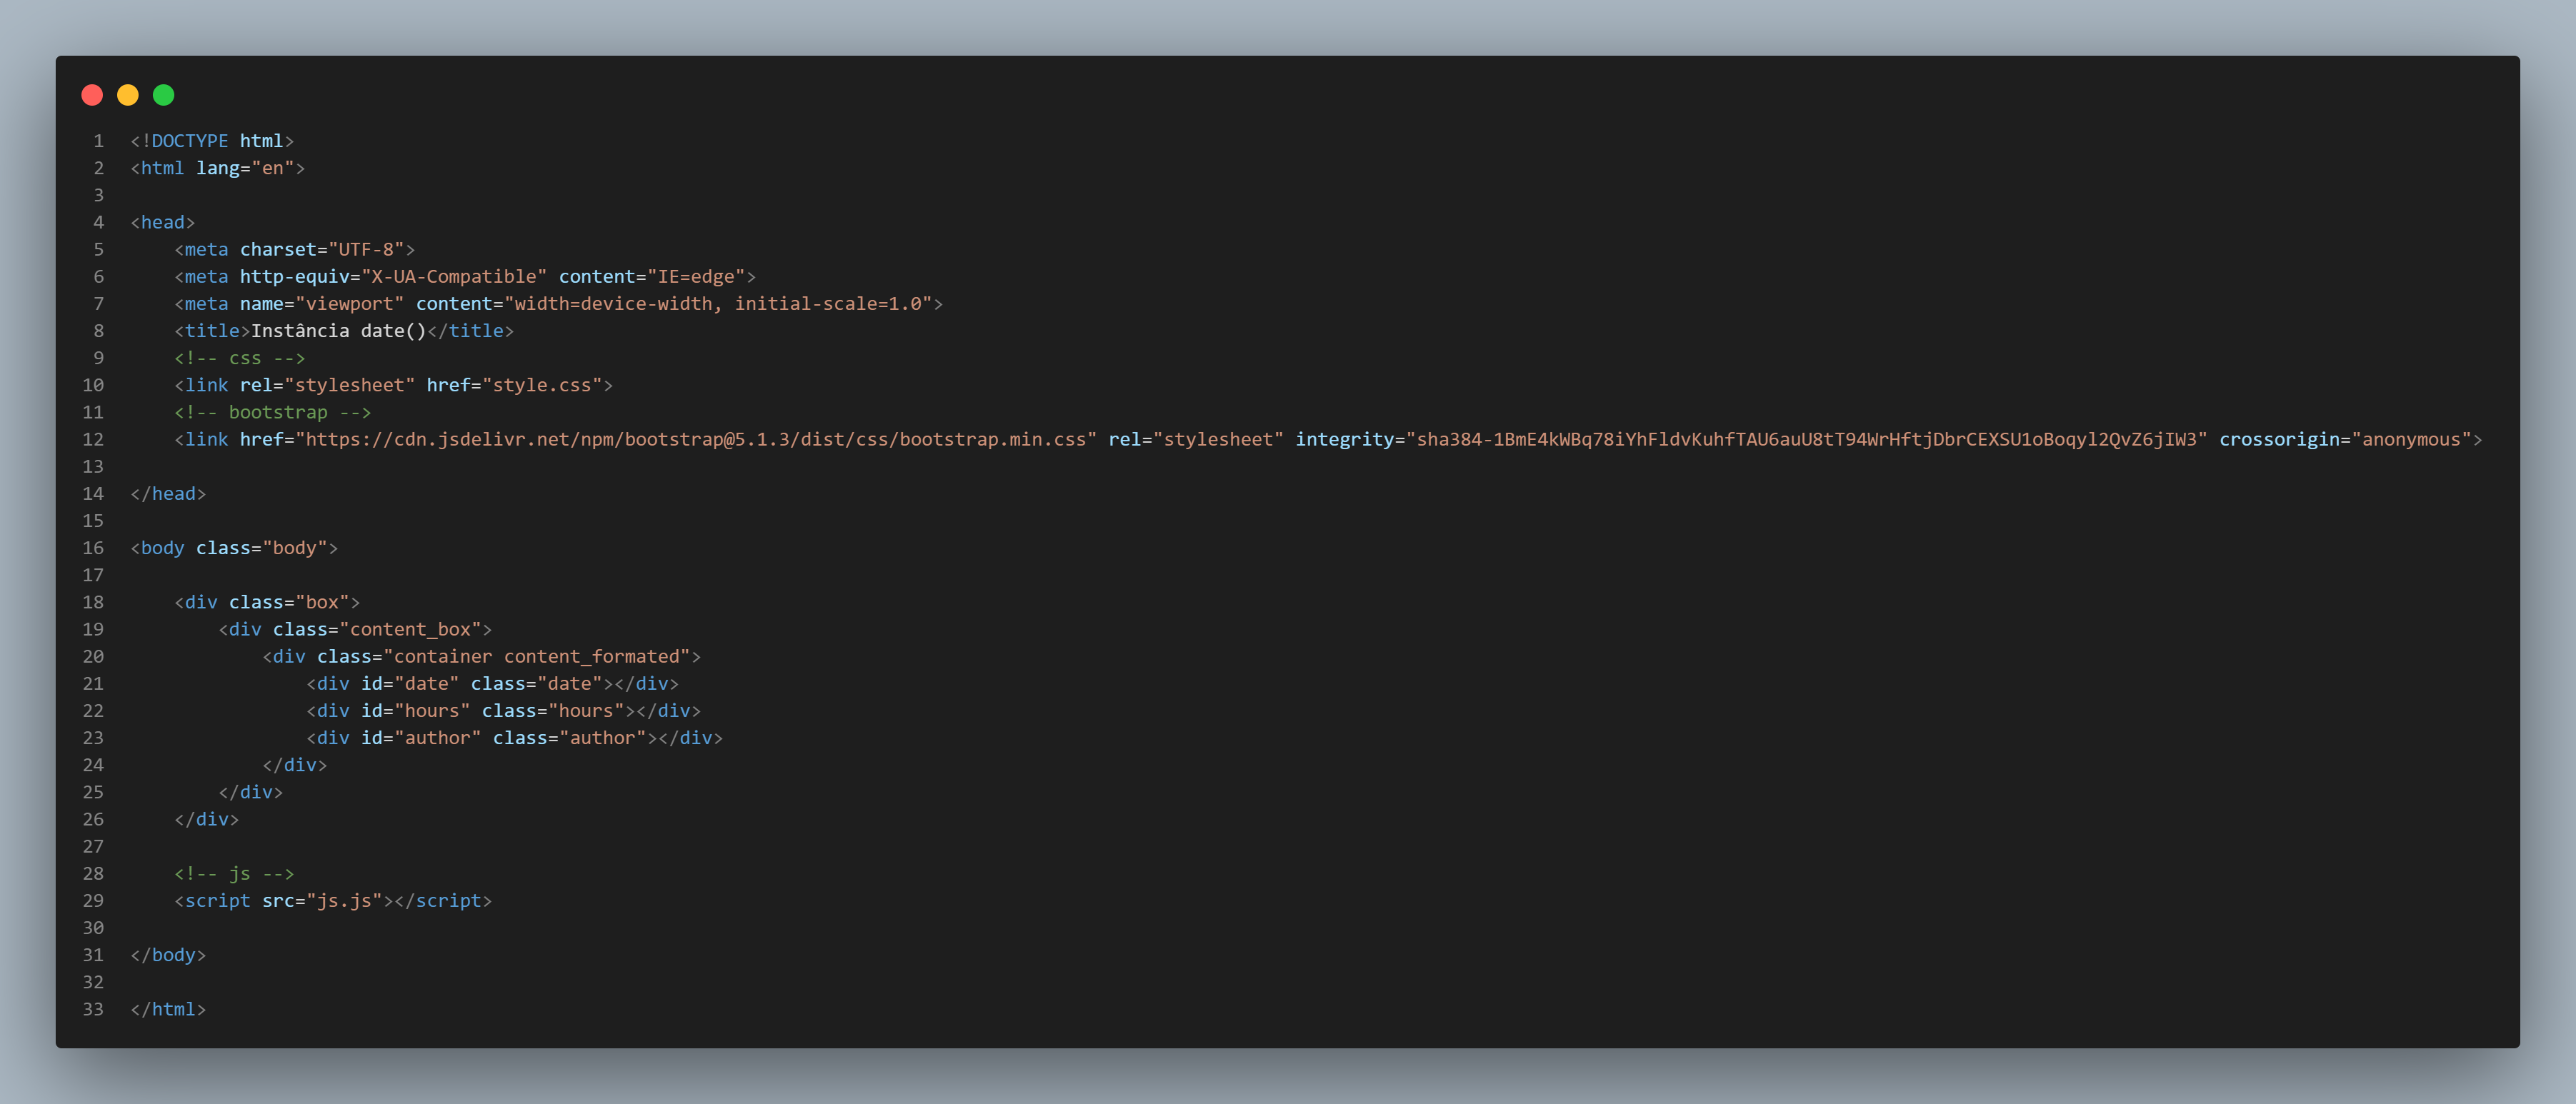 1 <!DOCTYPE html>
2 <html lang="en">
3
4 <head>
5     <meta charset="UTF-8">
6     <meta http-equiv="X-UA-Compatible" content="IE=edge">
7     <meta name="viewport" content="width=device-width, initial-scale=1.0">
8     <title>Instância date()</title>
9     <!-- css -->
10     <link rel="stylesheet" href="style.css">
11     <!-- bootstrap -->
12     <link href="https://cdn.jsdelivr.net/npm/bootstrap@5.1.3/dist/css/bootstrap.min.css" rel="stylesheet" integrity="sha384-1BmE4kWBq78iYhFldvKuhfTAU6auU8tT94WrHftjDbrCEXSU1oBoqyl2QvZ6jIW3" crossorigin="anonymous">
13
14 </head>
15
16 <body class="body">
17
18     <div class="box">
19         <div class="content_box">
20             <div class="container content_formated">
21                 <div id="date" class="date"></div>
22                 <div id="hours" class="hours"></div>
23                 <div id="author" class="author"></div>
24             </div>
25         </div>
26     </div>
27
28     <!-- js -->
29     <script src="js.js"></script>
30
31 </body>
32
33 </html>